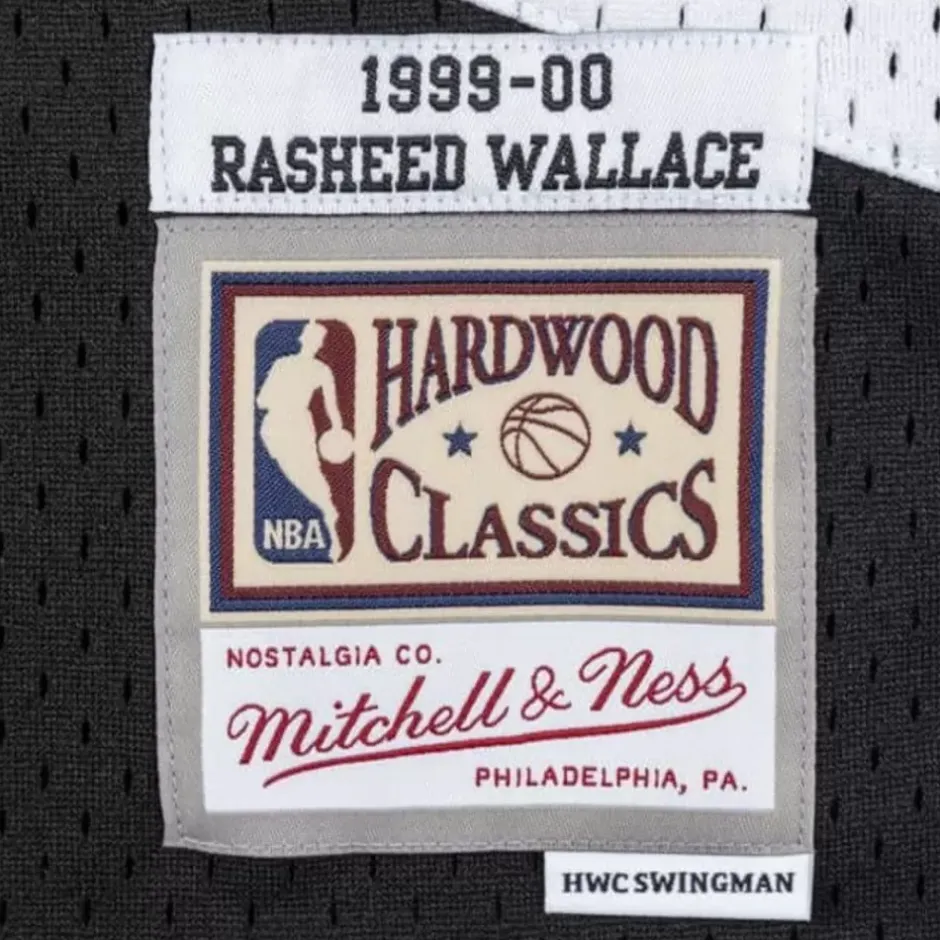 1999-00
RASHEED WALLACE
HARDWOOD
CLASSICS
NBA
NOSTALGIA CO.
Mitchell & Ness
PHILADELPHIA, PA.
HWC SWINGMAN